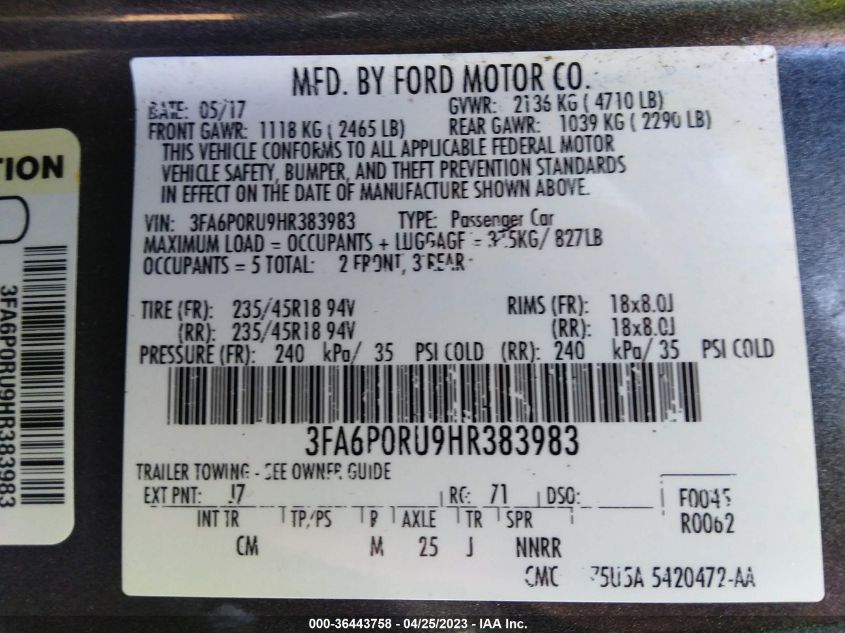 MFD. BY FORD MOTOR CO.
DATE: 05/17 GVWR: 2136 KG ( 4710 LB)
FRONT GAWR: 1118 KG ( 2465 LB) REAR GAWR: 1039 KG ( 2290 LB)
THIS VEHICLE CONFORMS TO ALL APPLICABLE FEDERAL MOTOR
VEHICLE SAFETY, BUMPER, AND THEFT PREVENTION STANDARDS
IN EFFECT ON THE DATE OF MANUFACTURE SHOWN ABOVE.
VIN: 3FA6P0RU9HR383983 TYPE: Passenger Car
MAXIMUM LOAD = OCCUPANTS + LUGGAGE = 375KG/ 827LB
OCCUPANTS = 5 TOTAL: 2 FRONT, 3 REAR
TIRE (FR): 235/45R18 94V RIMS (FR): 18x8.0J
(RR): 235/45R18 94V (RR): 18x8.0J
PRESSURE (FR): 240 kPa/ 35 PSI COLD (RR): 240 kPa/ 35 PSI COLD
3FA6P0RU9HR383983
TRAILER TOWING - SEE OWNER GUIDE
EXT PNT: J7 RC: 71 DSO: F0045
R0062
INT TR TP/PS B AXLE TR SPR
CM M 25 J NNRR
5420472-AA
TION
3FA6P0RU9HR383983
000-36443758 - 04/25/2023 - IAA Inc.